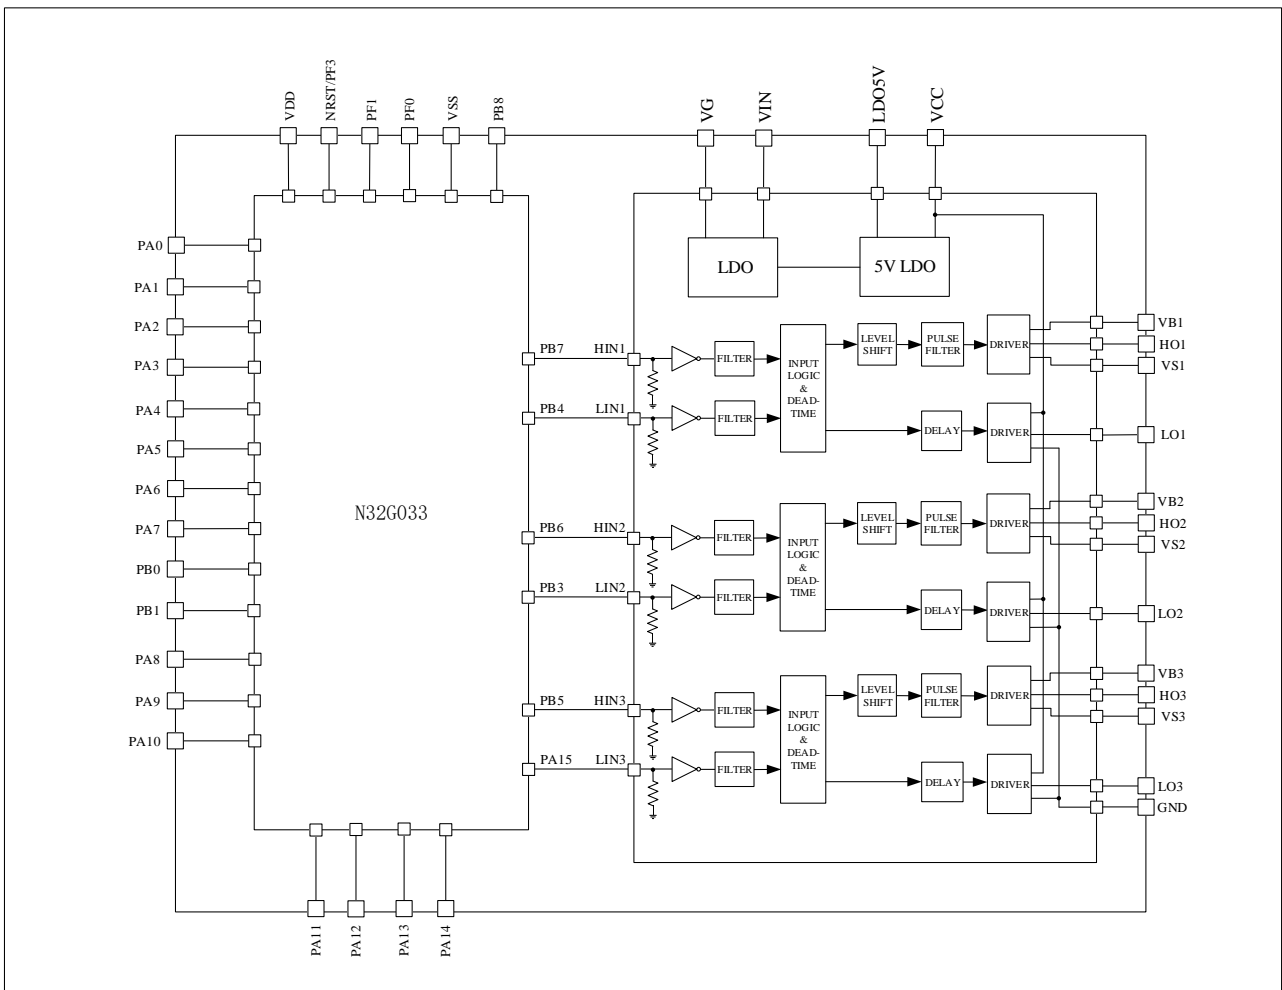 VDD
NRST/PF3
PF1
PF0
VSS
PB8
VG
VIN
LDO5V
VCC
PA0
PA1
PA2
PA3
PA4
PA5
PA6
PA7
PB0
PB1
PA8
PA9
PA10
N32G033
LDO
5V LDO
PB7
HIN1
FILTER
PB4
LIN1
FILTER
INPUT
LOGIC
&
DEAD-
TIME
LEVEL
SHIFT
PULSE
FILTER
DRIVER
DELAY
DRIVER
VB1
HO1
VS1
LO1
PB6
HIN2
FILTER
PB3
LIN2
FILTER
INPUT
LOGIC
&
DEAD-
TIME
LEVEL
SHIFT
PULSE
FILTER
DRIVER
DELAY
DRIVER
VB2
HO2
VS2
LO2
PB5
HIN3
FILTER
PA15
LIN3
FILTER
INPUT
LOGIC
&
DEAD-
TIME
LEVEL
SHIFT
PULSE
FILTER
DRIVER
DELAY
DRIVER
VB3
HO3
VS3
LO3
GND
PA11
PA12
PA13
PA14